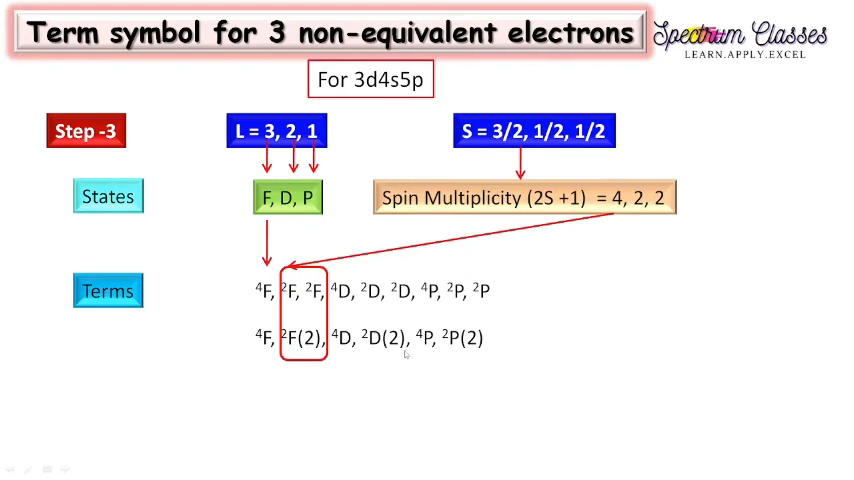 Term symbol for 3 non-equivalent electrons
Spectrum Classes
LEARN.APPLY.EXCEL
For 3d4s5p
Step -3
L = 3, 2, 1
S = 3/2, 1/2, 1/2
States
F, D, P
Spin Multiplicity (2S +1) = 4, 2, 2
Terms
⁴F, ²F, ²F, ⁴D, ²D, ²D, ⁴P, ²P, ²P
⁴F, ²F(2), ⁴D, ²D(2), ⁴P, ²P(2)